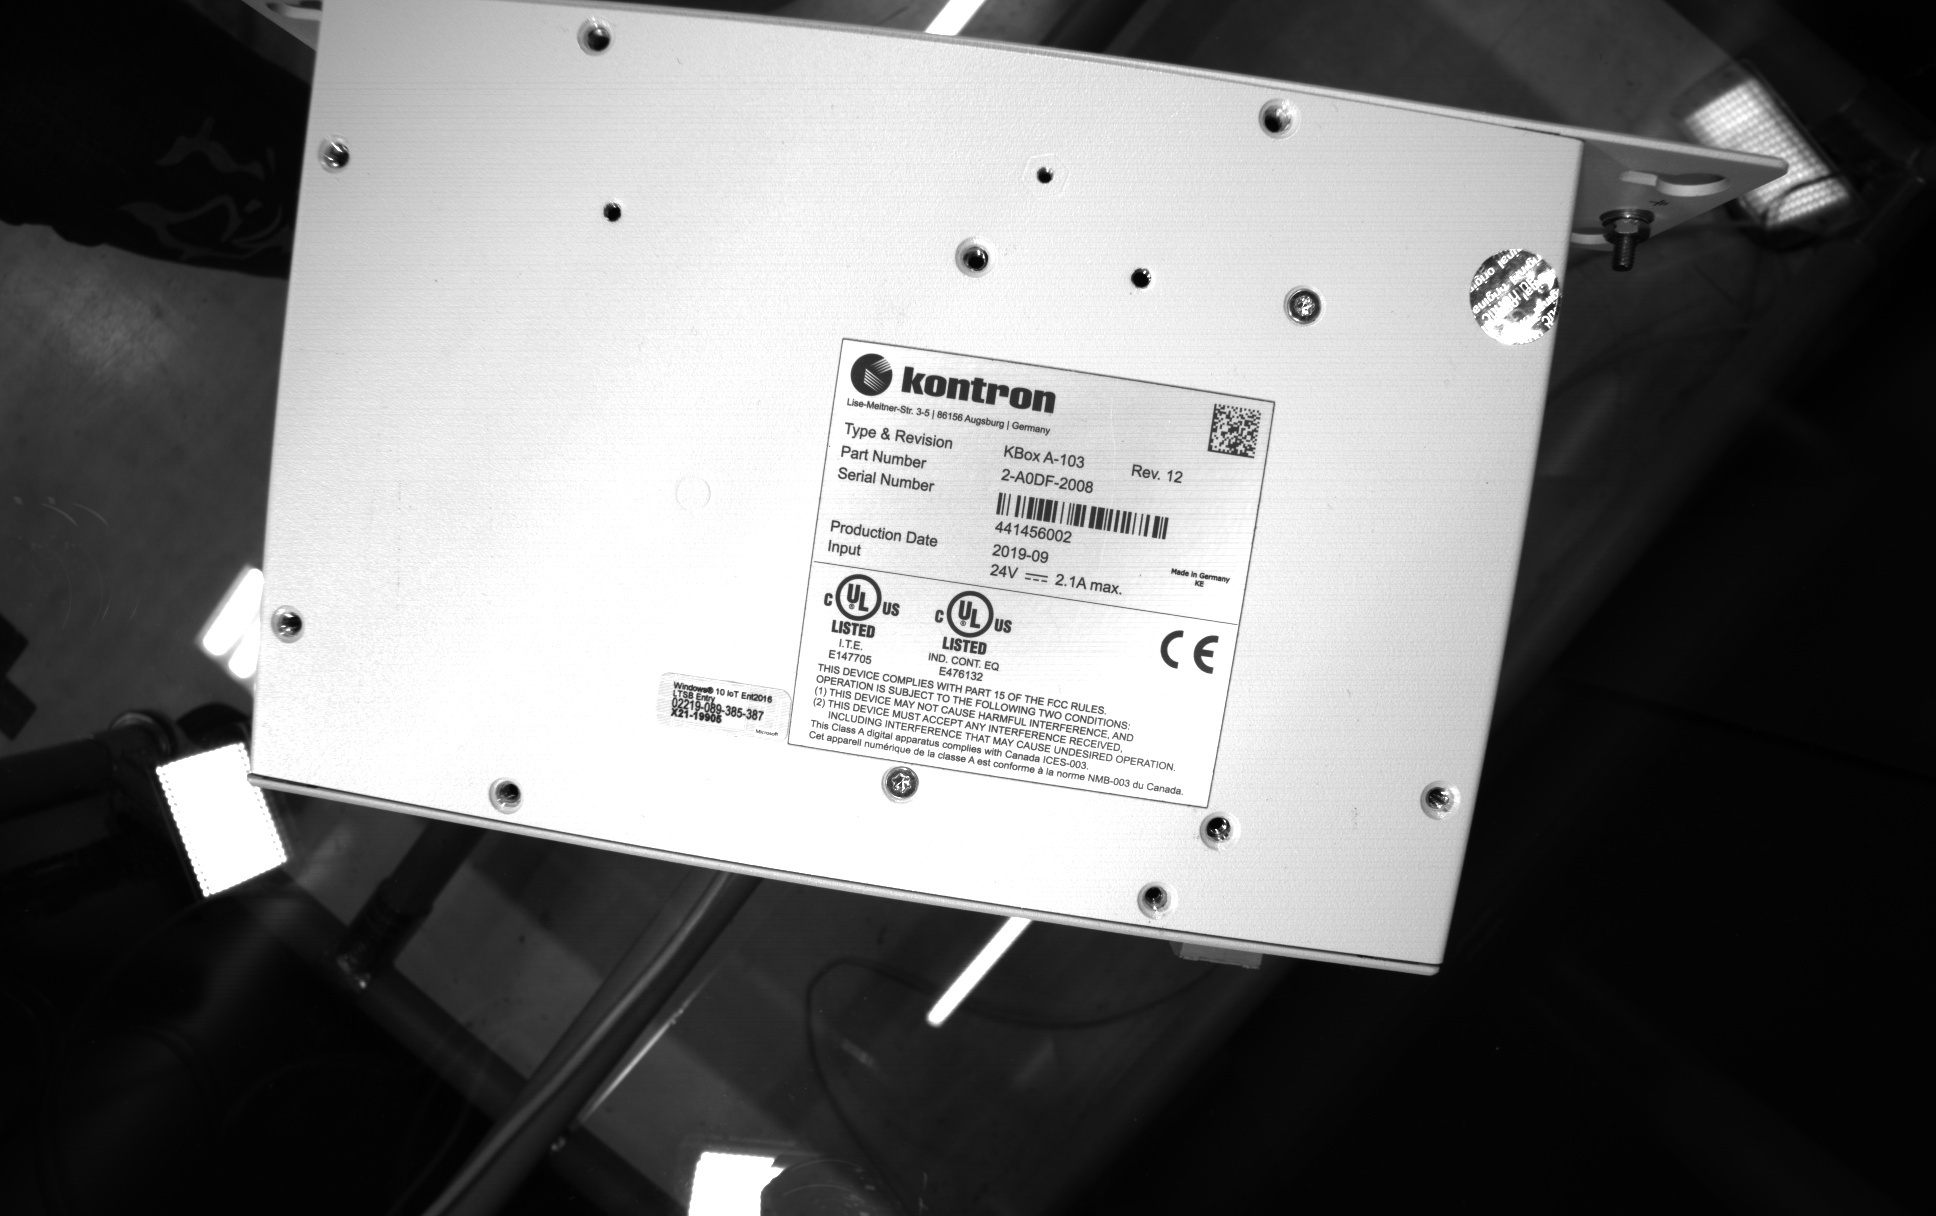 kontron
Lise-Meitner-Str. 3-5 | 86156 Augsburg | Germany
Type & Revision KBox A-103 Rev. 12
Part Number 2-A0DF-2008
Serial Number
441456002
Production Date 2019-09
Input 24V 2.1A max.
Made in Germany
KE
C UL ® US
LISTED
I.T.E.
E147705
C UL ® US
LISTED
IND. CONT. EQ
E476132
CE
THIS DEVICE COMPLIES WITH PART 15 OF THE FCC RULES.
OPERATION IS SUBJECT TO THE FOLLOWING TWO CONDITIONS:
(1) THIS DEVICE MAY NOT CAUSE HARMFUL INTERFERENCE, AND
(2) THIS DEVICE MUST ACCEPT ANY INTERFERENCE RECEIVED,
INCLUDING INTERFERENCE THAT MAY CAUSE UNDESIRED OPERATION.
This Class A digital apparatus complies with Canada ICES-003.
Cet appareil numérique de la classe A est conforme à la norme NMB-003 du Canada.
Windows® 10 IoT Ent2016
LTSB Entry
02219-089-385-387
X21-19905
Microsoft